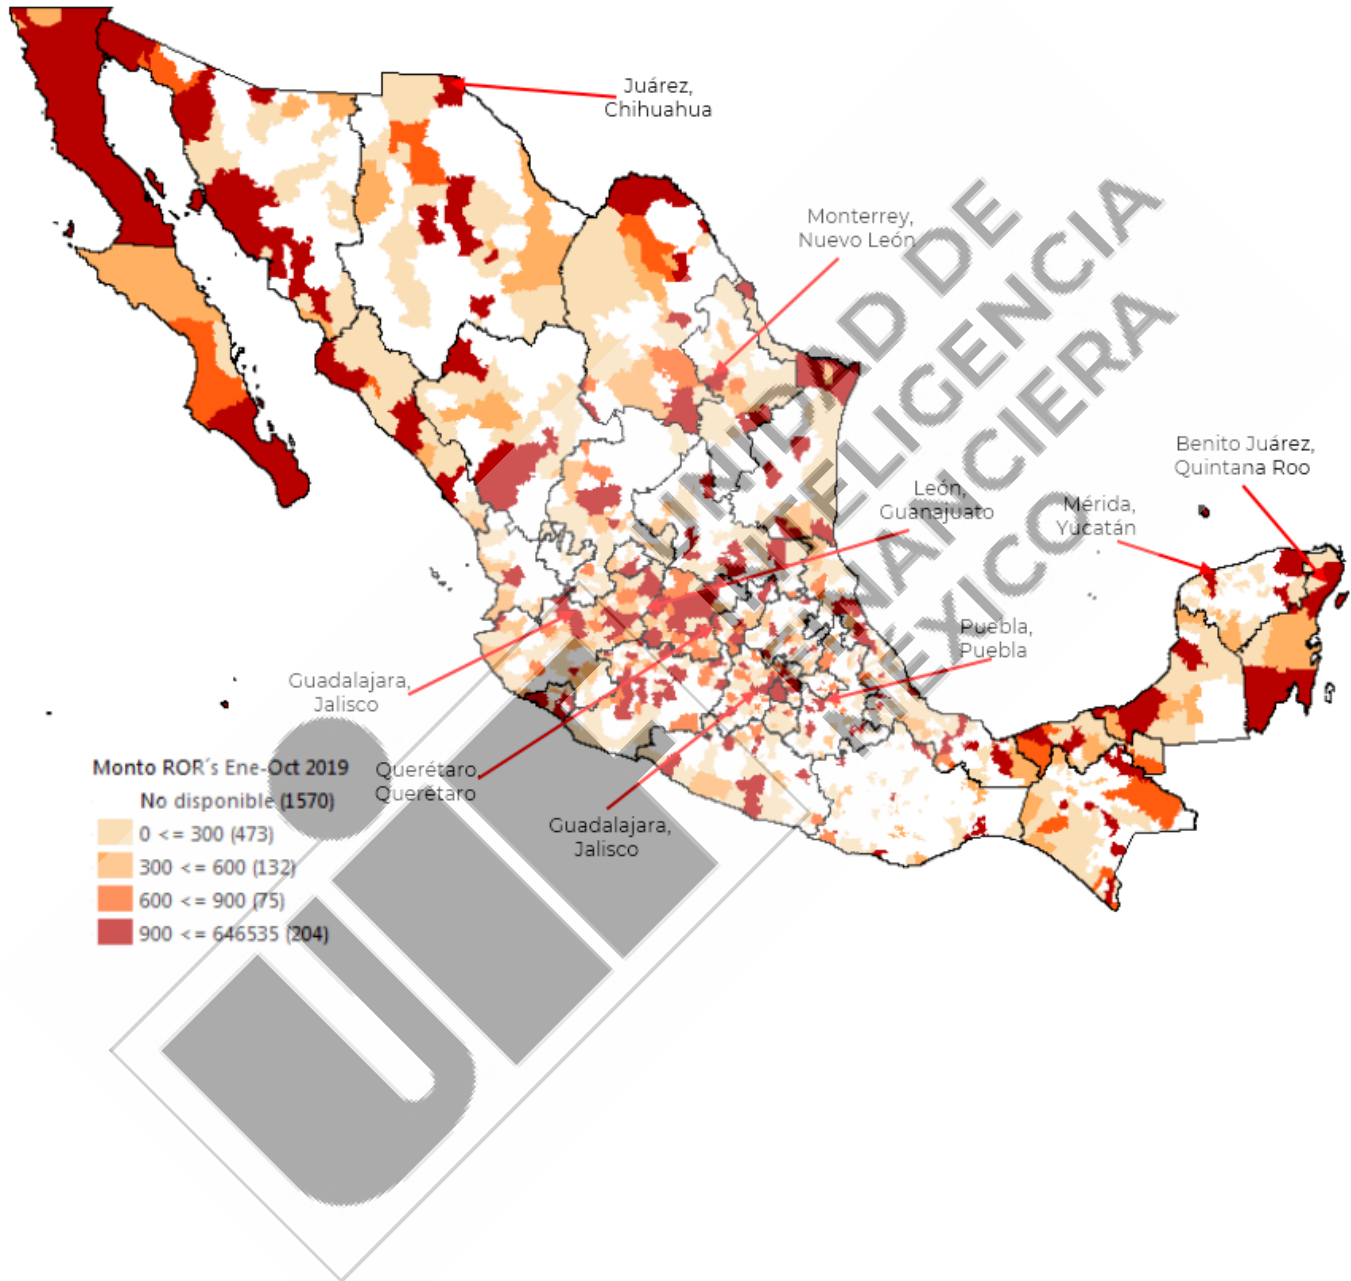 Juárez,
Chihuahua
Monterrey,
Nuevo León
Benito Juárez,
Quintana Roo
León,
Guanajuato
Mérida,
Yucatán
Puebla,
Puebla
Guadalajara,
Jalisco
Querétaro,
Querétaro
Guadalajara,
Jalisco
Monto ROR´s Ene-Oct 2019
No disponible (1570)
0 <= 300 (473)
300 <= 600 (132)
600 <= 900 (75)
900 <= 646535 (204)
UIF
UNIDAD DE
INTELIGENCIA
FINANCIERA
MÉXICO